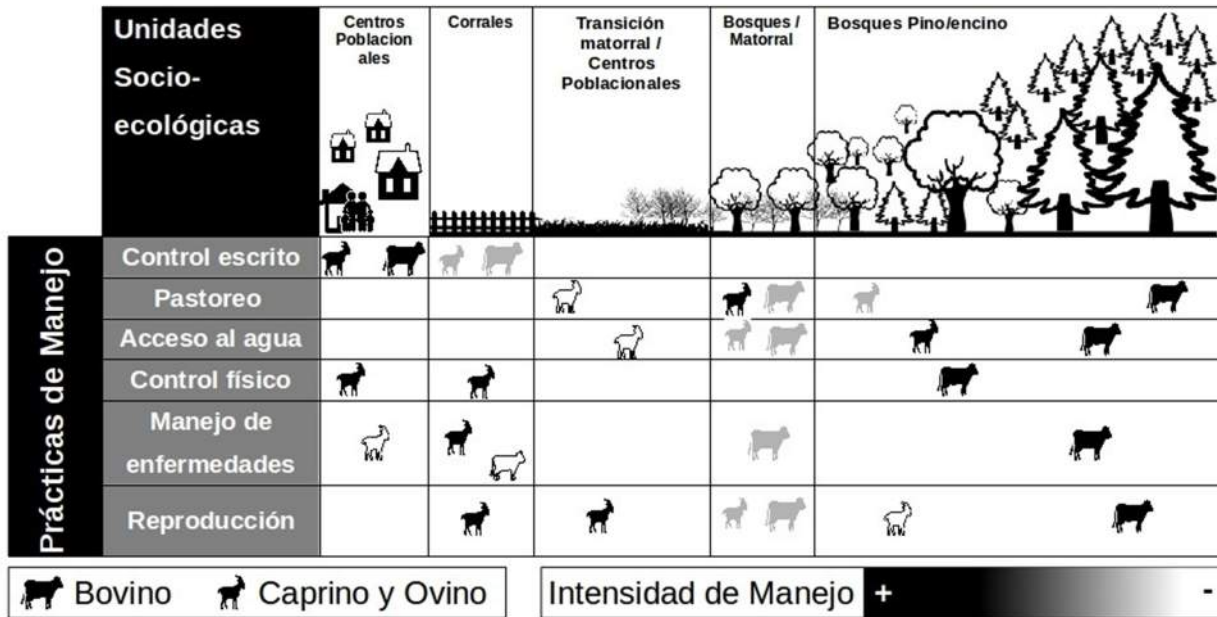 Unidades
Socio-
ecológicas
Centros
Poblacion
ales
Corrales
Transición
matorral /
Centros
Poblacionales
Bosques /
Matorral
Bosques Pino/encino
Prácticas de Manejo
Control escrito
Pastoreo
Acceso al agua
Control físico
Manejo de
enfermedades
Reproducción
Bovino
Caprino y Ovino
Intensidad de Manejo
+
-